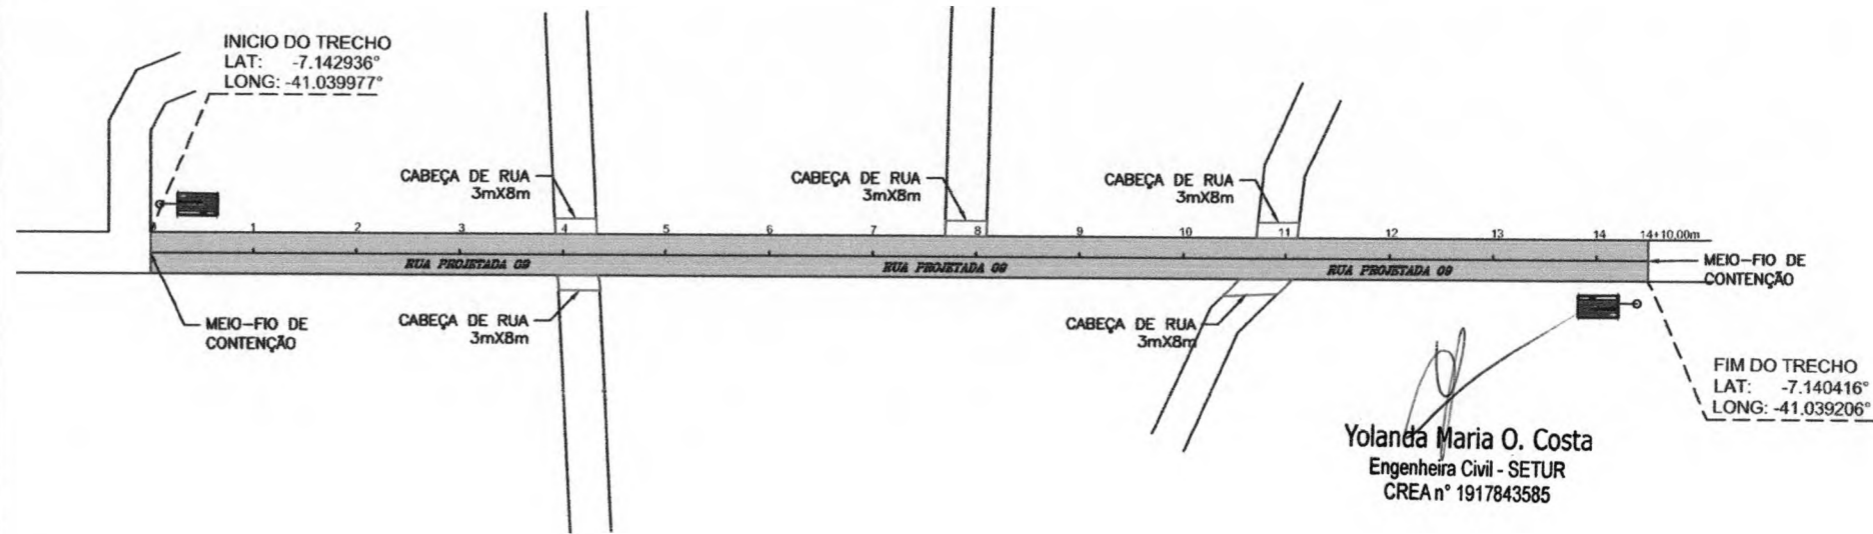 INICIO DO TRECHO
LAT: -7.142936°
LONG: -41.039977°
CABEÇA DE RUA
3mX8m
CABEÇA DE RUA
3mX8m
CABEÇA DE RUA
3mX8m
1 2 3 4 5 6 7 8 9 10 11 12 13 14 14+10,00m
RUA PROJETADA 09
RUA PROJETADA 09
RUA PROJETADA 09
MEIO-FIO DE
CONTENÇÃO
MEIO-FIO DE
CONTENÇÃO
CABEÇA DE RUA
3mX8m
CABEÇA DE RUA
3mX8m
FIM DO TRECHO
LAT: -7.140416°
LONG: -41.039206°
Yolanda Maria O. Costa
Engenheira Civil - SETUR
CREA n° 1917843585